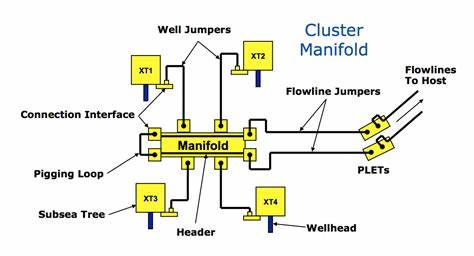 Well Jumpers
Cluster
Manifold
XT1
XT2
Flowlines
To Host
Connection Interface
Flowline Jumpers
Manifold
Pigging Loop
PLETs
XT3
XT4
Subsea Tree
Header
Wellhead